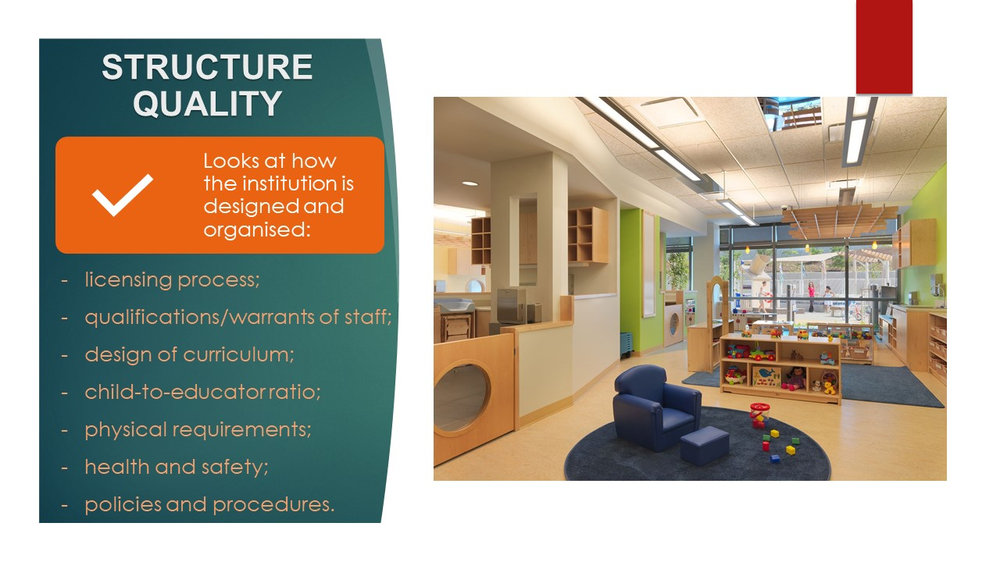 STRUCTURE
QUALITY
Looks at how
the institution is
designed and
organised:
- licensing process;
- qualifications/warrants of staff;
- design of curriculum;
- child-to-educator ratio;
- physical requirements;
- health and safety;
- policies and procedures.